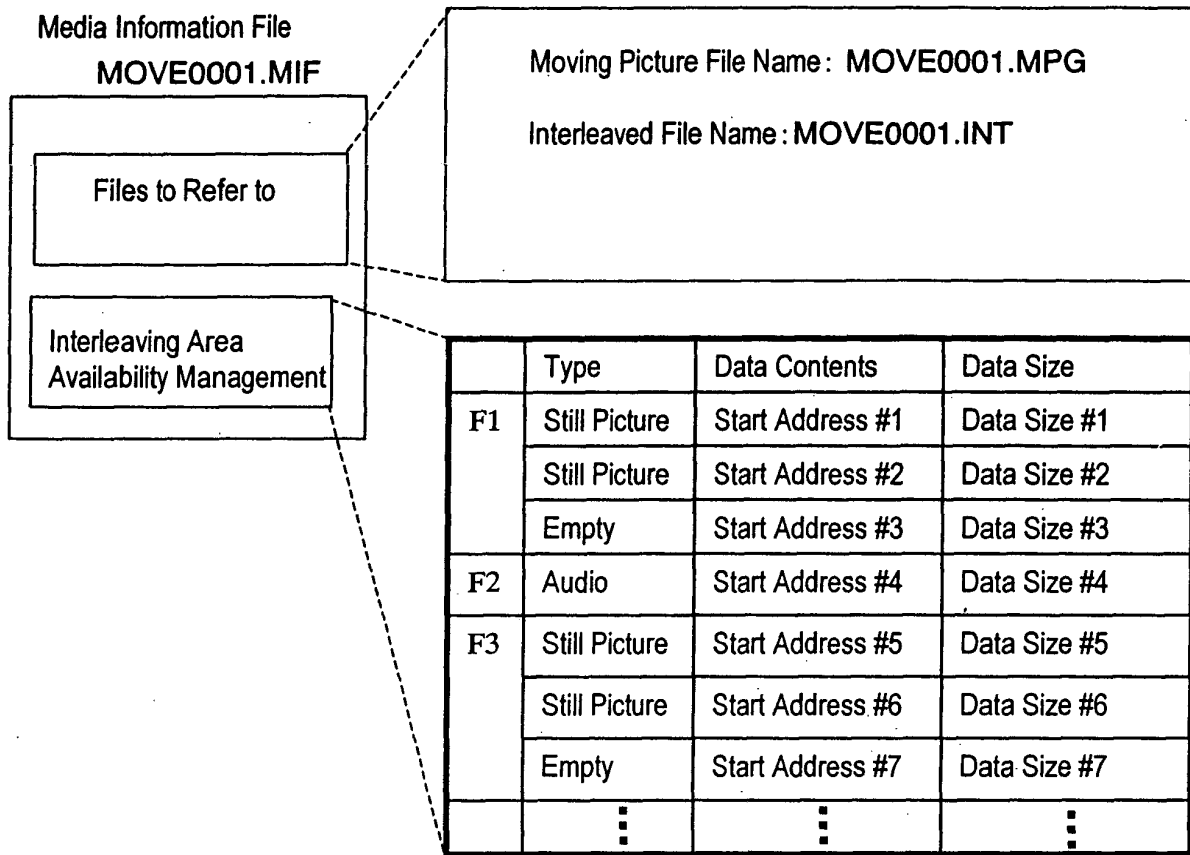 Media Information File
MOVE0001.MIF
Files to Refer to
Interleaving Area
Availability Management
Moving Picture File Name: MOVE0001.MPG
Interleaved File Name: MOVE0001.INT
Type Data Contents Data Size
F1 Still Picture Start Address #1 Data Size #1
Still Picture Start Address #2 Data Size #2
Empty Start Address #3 Data Size #3
F2 Audio Start Address #4 Data Size #4
F3 Still Picture Start Address #5 Data Size #5
Still Picture Start Address #6 Data Size #6
Empty Start Address #7 Data Size #7